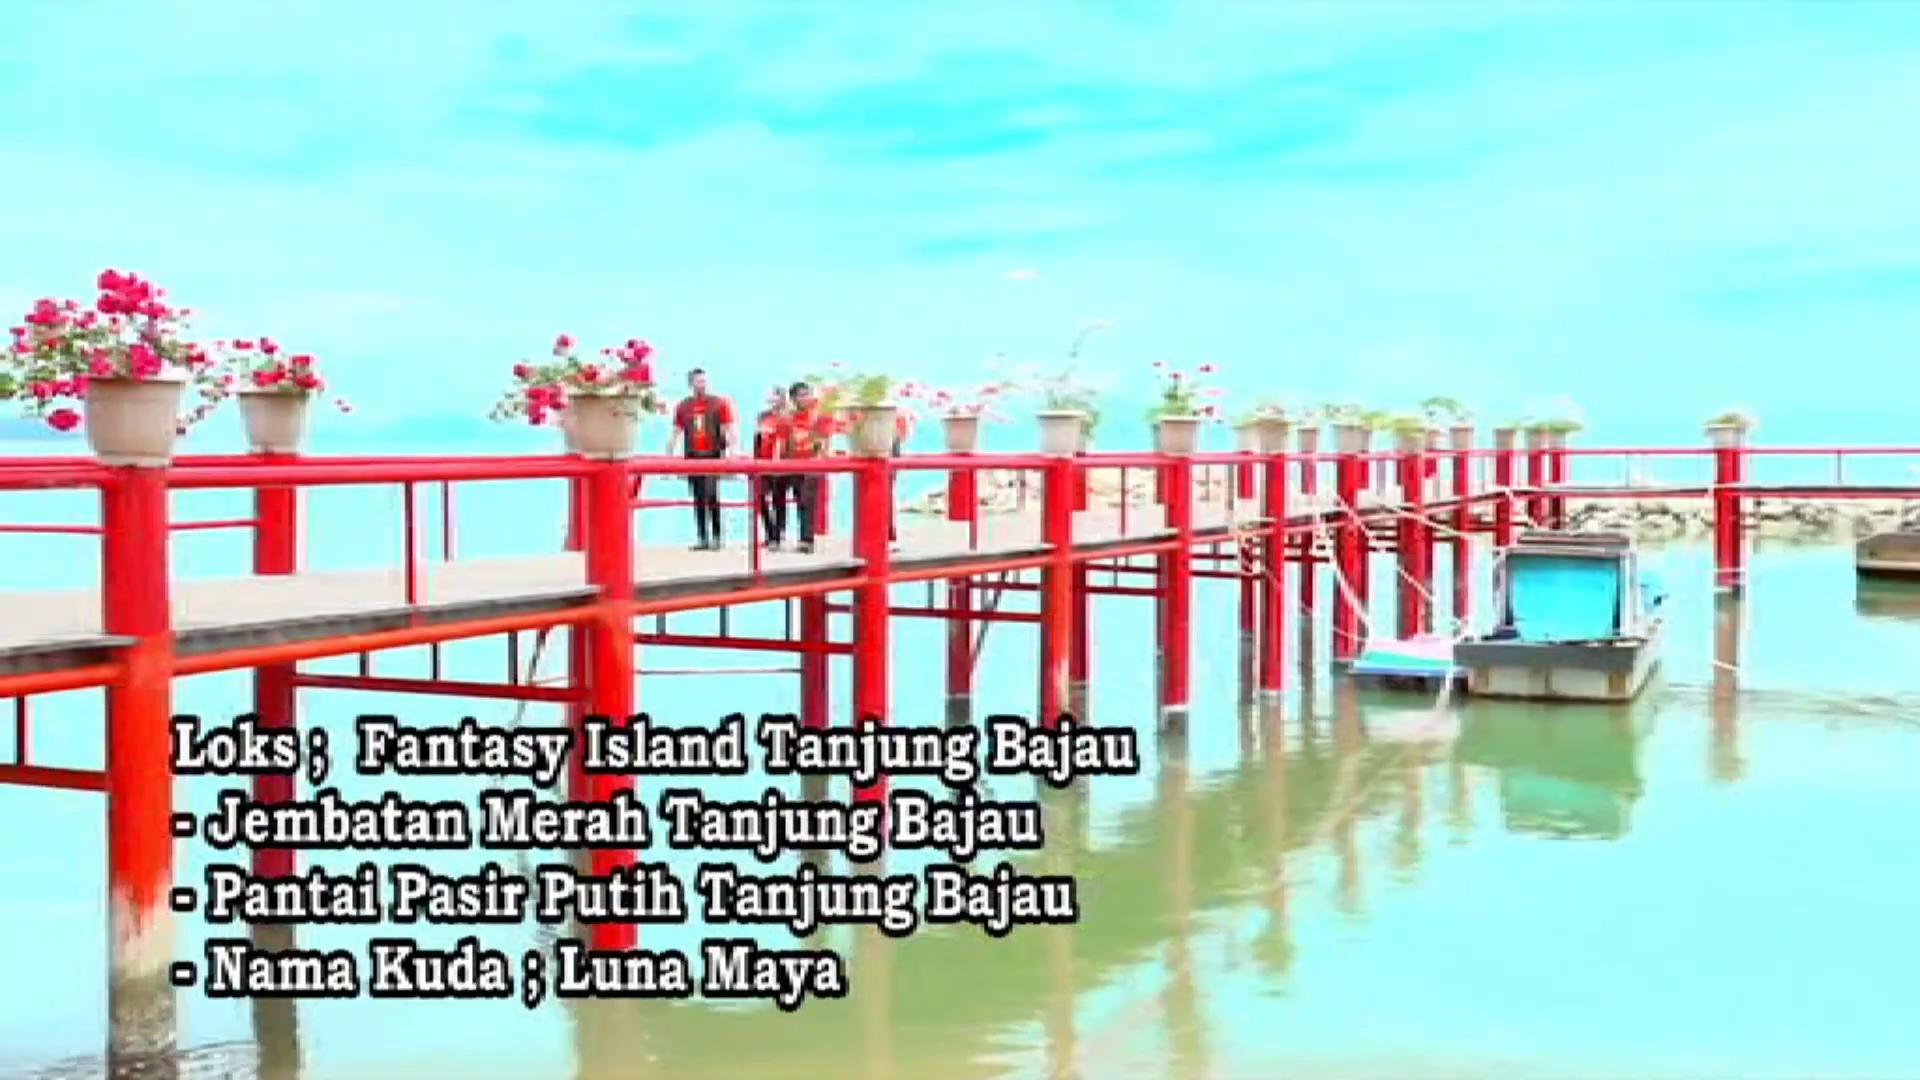 Loks ; Fantasy Island Tanjung Bajau
- Jembatan Merah Tanjung Bajau
- Pantai Pasir Putih Tanjung Bajau
- Nama Kuda ; Luna Maya